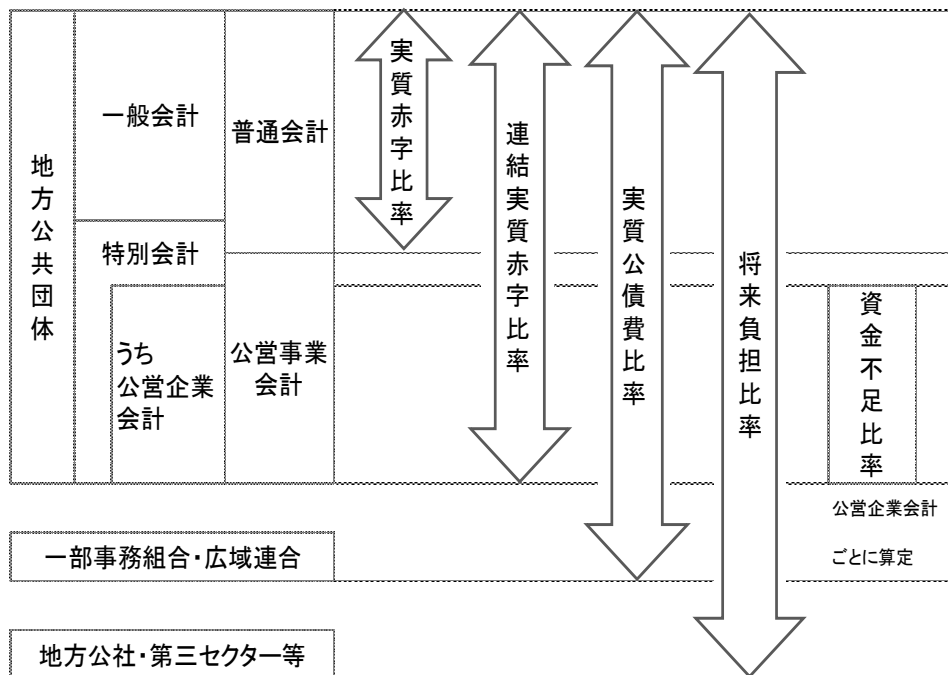 地方公共団体
一般会計
特別会計
うち
公営企業
会計
普通会計
公営事業
会計
実質赤字比率
連結実質赤字比率
実質公債費比率
将来負担比率
資金不足比率
公営企業会計
ごとに算定
一部事務組合・広域連合
地方公社・第三セクター等